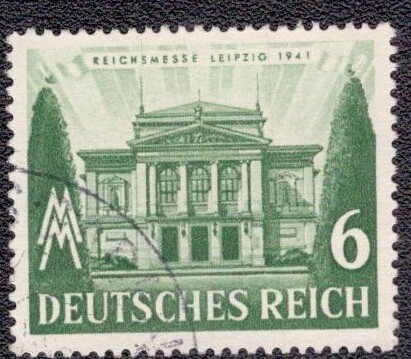 REICHSMESSE LEIPZIG 1941
MM
6
DEUTSCHES REICH